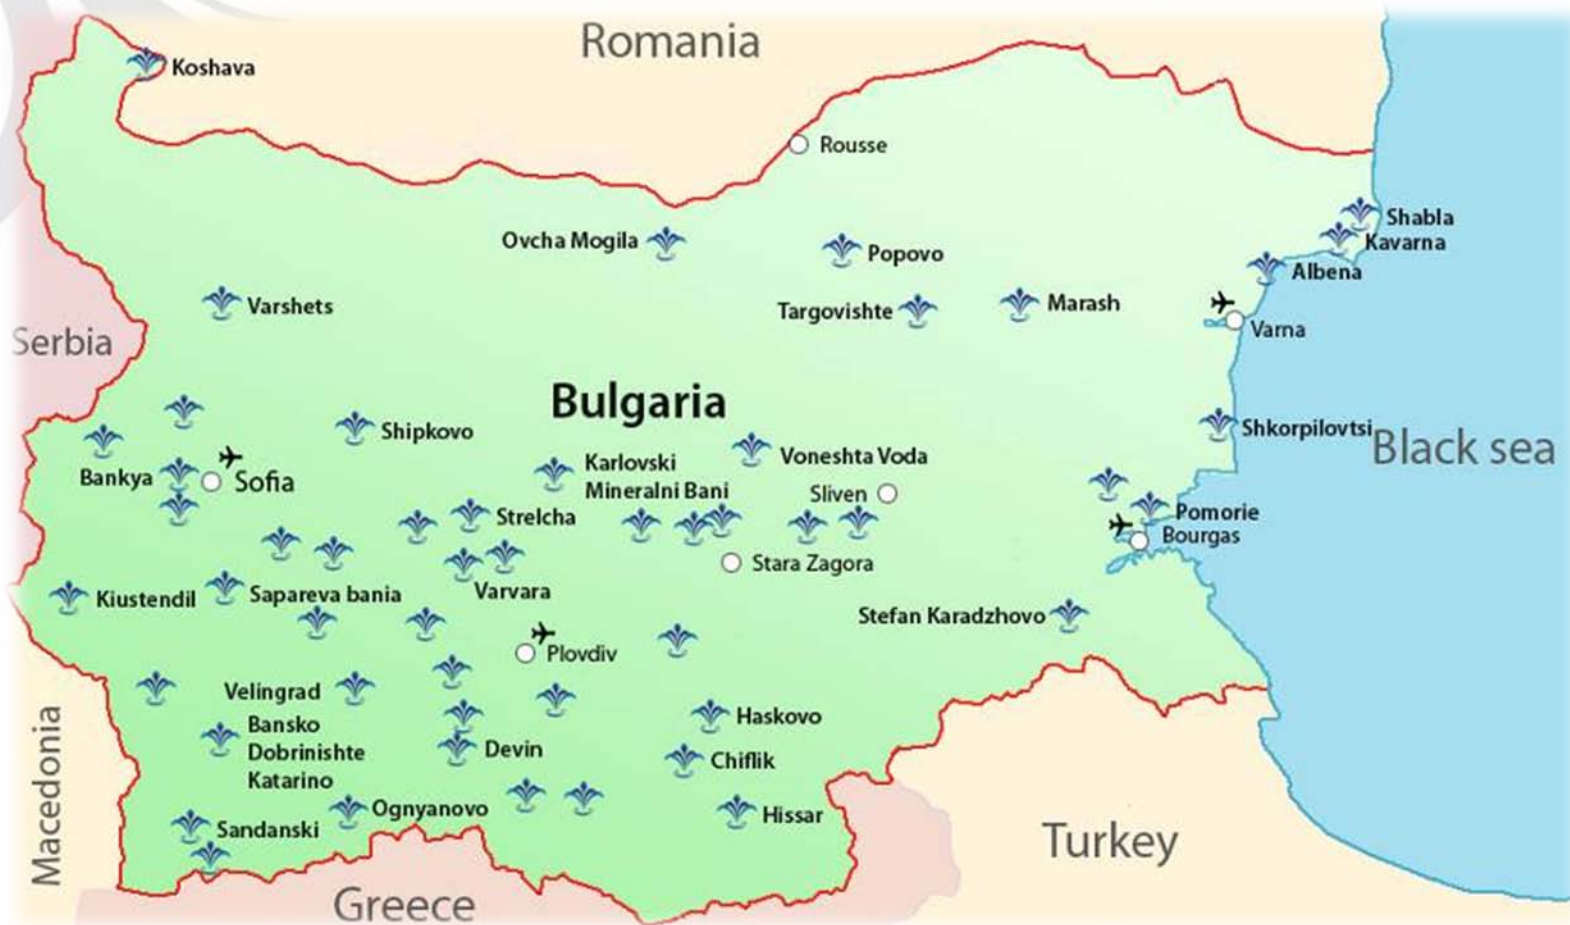 Romania
Koshava
Rousse
Shabla
Ovcha Mogila
Kavarna
Popovo
Albena
Varshets
Targovishte
Marash
Varna
Serbia
Bulgaria
Shipkovo
Shkorpilovtsi
Black sea
Bankya
Sofia
Karlovski
Mineralni Bani
Voneshta Voda
Sliven
Strelcha
Pomorie
Bourgas
Stara Zagora
Varvara
Kiustendil
Sapareva bania
Stefan Karadzhovo
Plovdiv
Velingrad
Bansko
Dobrinishte
Katarino
Haskovo
Devin
Chiflik
Macedonia
Ognyanovo
Hissar
Sandanski
Turkey
Greece